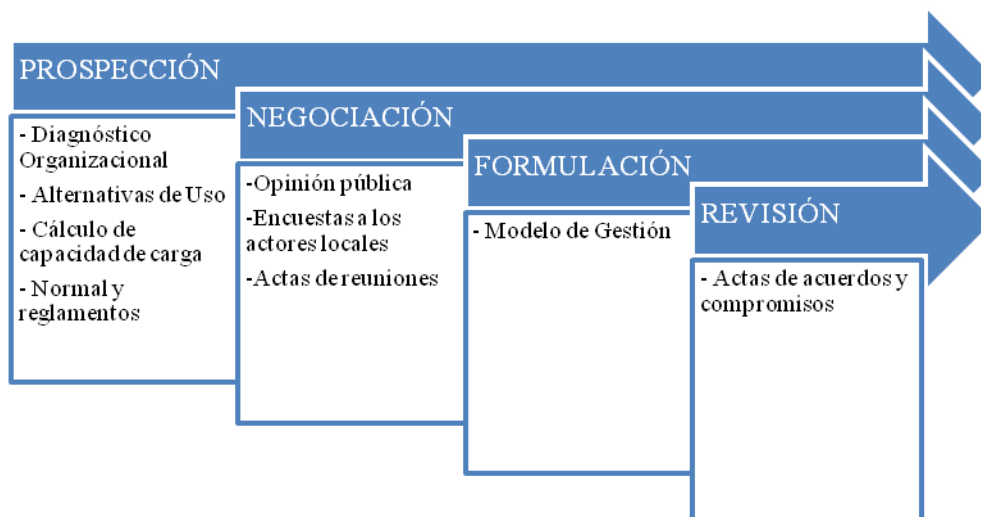 PROSPECCIÓN
- Diagnóstico
Organizacional
- Alternativas de Uso
- Cálculo de
capacidad de carga
- Normal y
reglamentos
NEGOCIACIÓN
-Opinión pública
-Encuestas a los
actores locales
-Actas de reuniones
FORMULACIÓN
- Modelo de Gestión
REVISIÓN
- Actas de acuerdos y
compromisos